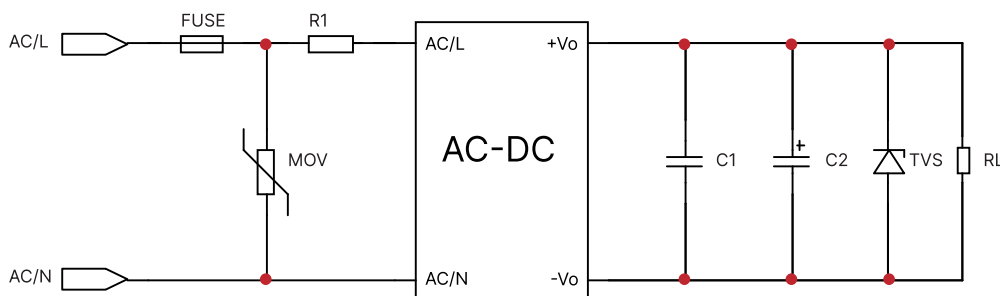 FUSE
R1
AC/L
AC/L
+Vo
AC-DC
MOV
C1
+
C2
TVS
RL
AC/N
AC/N
-Vo